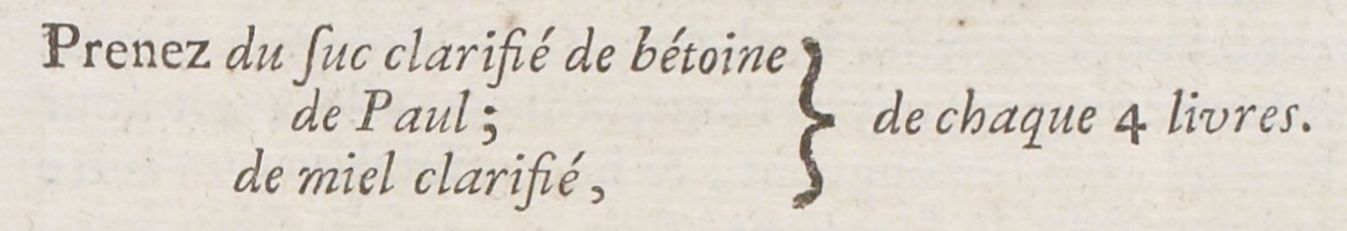 Prenez du ſuc clarifié de bétoine
de Paul ;
de miel clarifié,
} de chaque 4 livres.